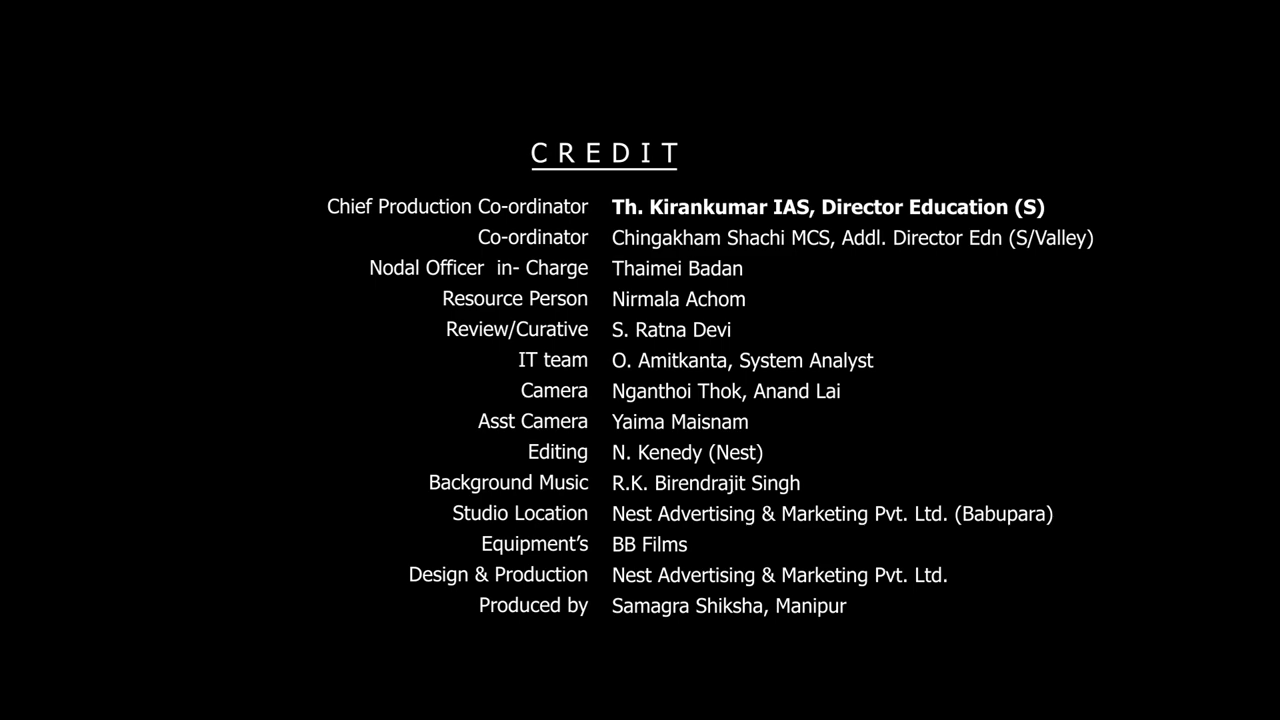 CREDIT
Chief Production Co-ordinator Th. Kirankumar IAS, Director Education (S)
Co-ordinator Chingakham Shachi MCS, Addl. Director Edn (S/Valley)
Nodal Officer in- Charge Thaimei Badan
Resource Person Nirmala Achom
Review/Curative S. Ratna Devi
IT team O. Amitkanta, System Analyst
Camera Nganthoi Thok, Anand Lai
Asst Camera Yaima Maisnam
Editing N. Kenedy (Nest)
Background Music R.K. Birendrajit Singh
Studio Location Nest Advertising & Marketing Pvt. Ltd. (Babupara)
Equipment’s BB Films
Design & Production Nest Advertising & Marketing Pvt. Ltd.
Produced by Samagra Shiksha, Manipur